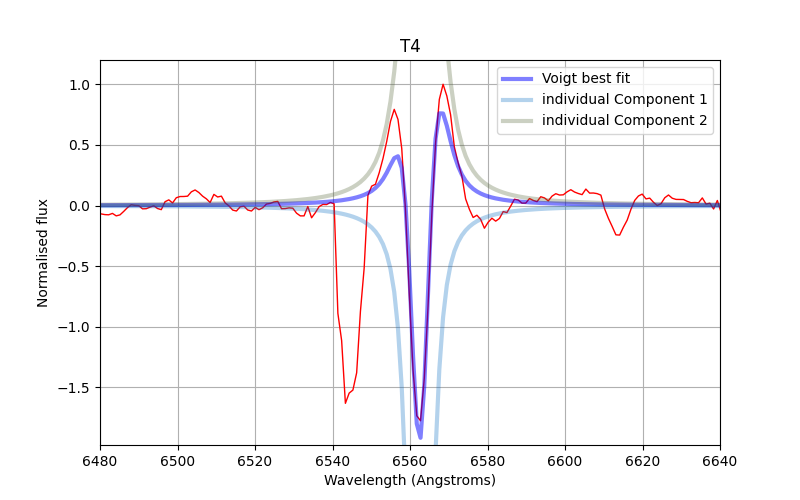 T4
Voigt best fit
individual Component 1
individual Component 2
1.0
0.5
0.0
−0.5
−1.0
−1.5
Normalised flux
6480 6500 6520 6540 6560 6580 6600 6620 6640
Wavelength (Angstroms)